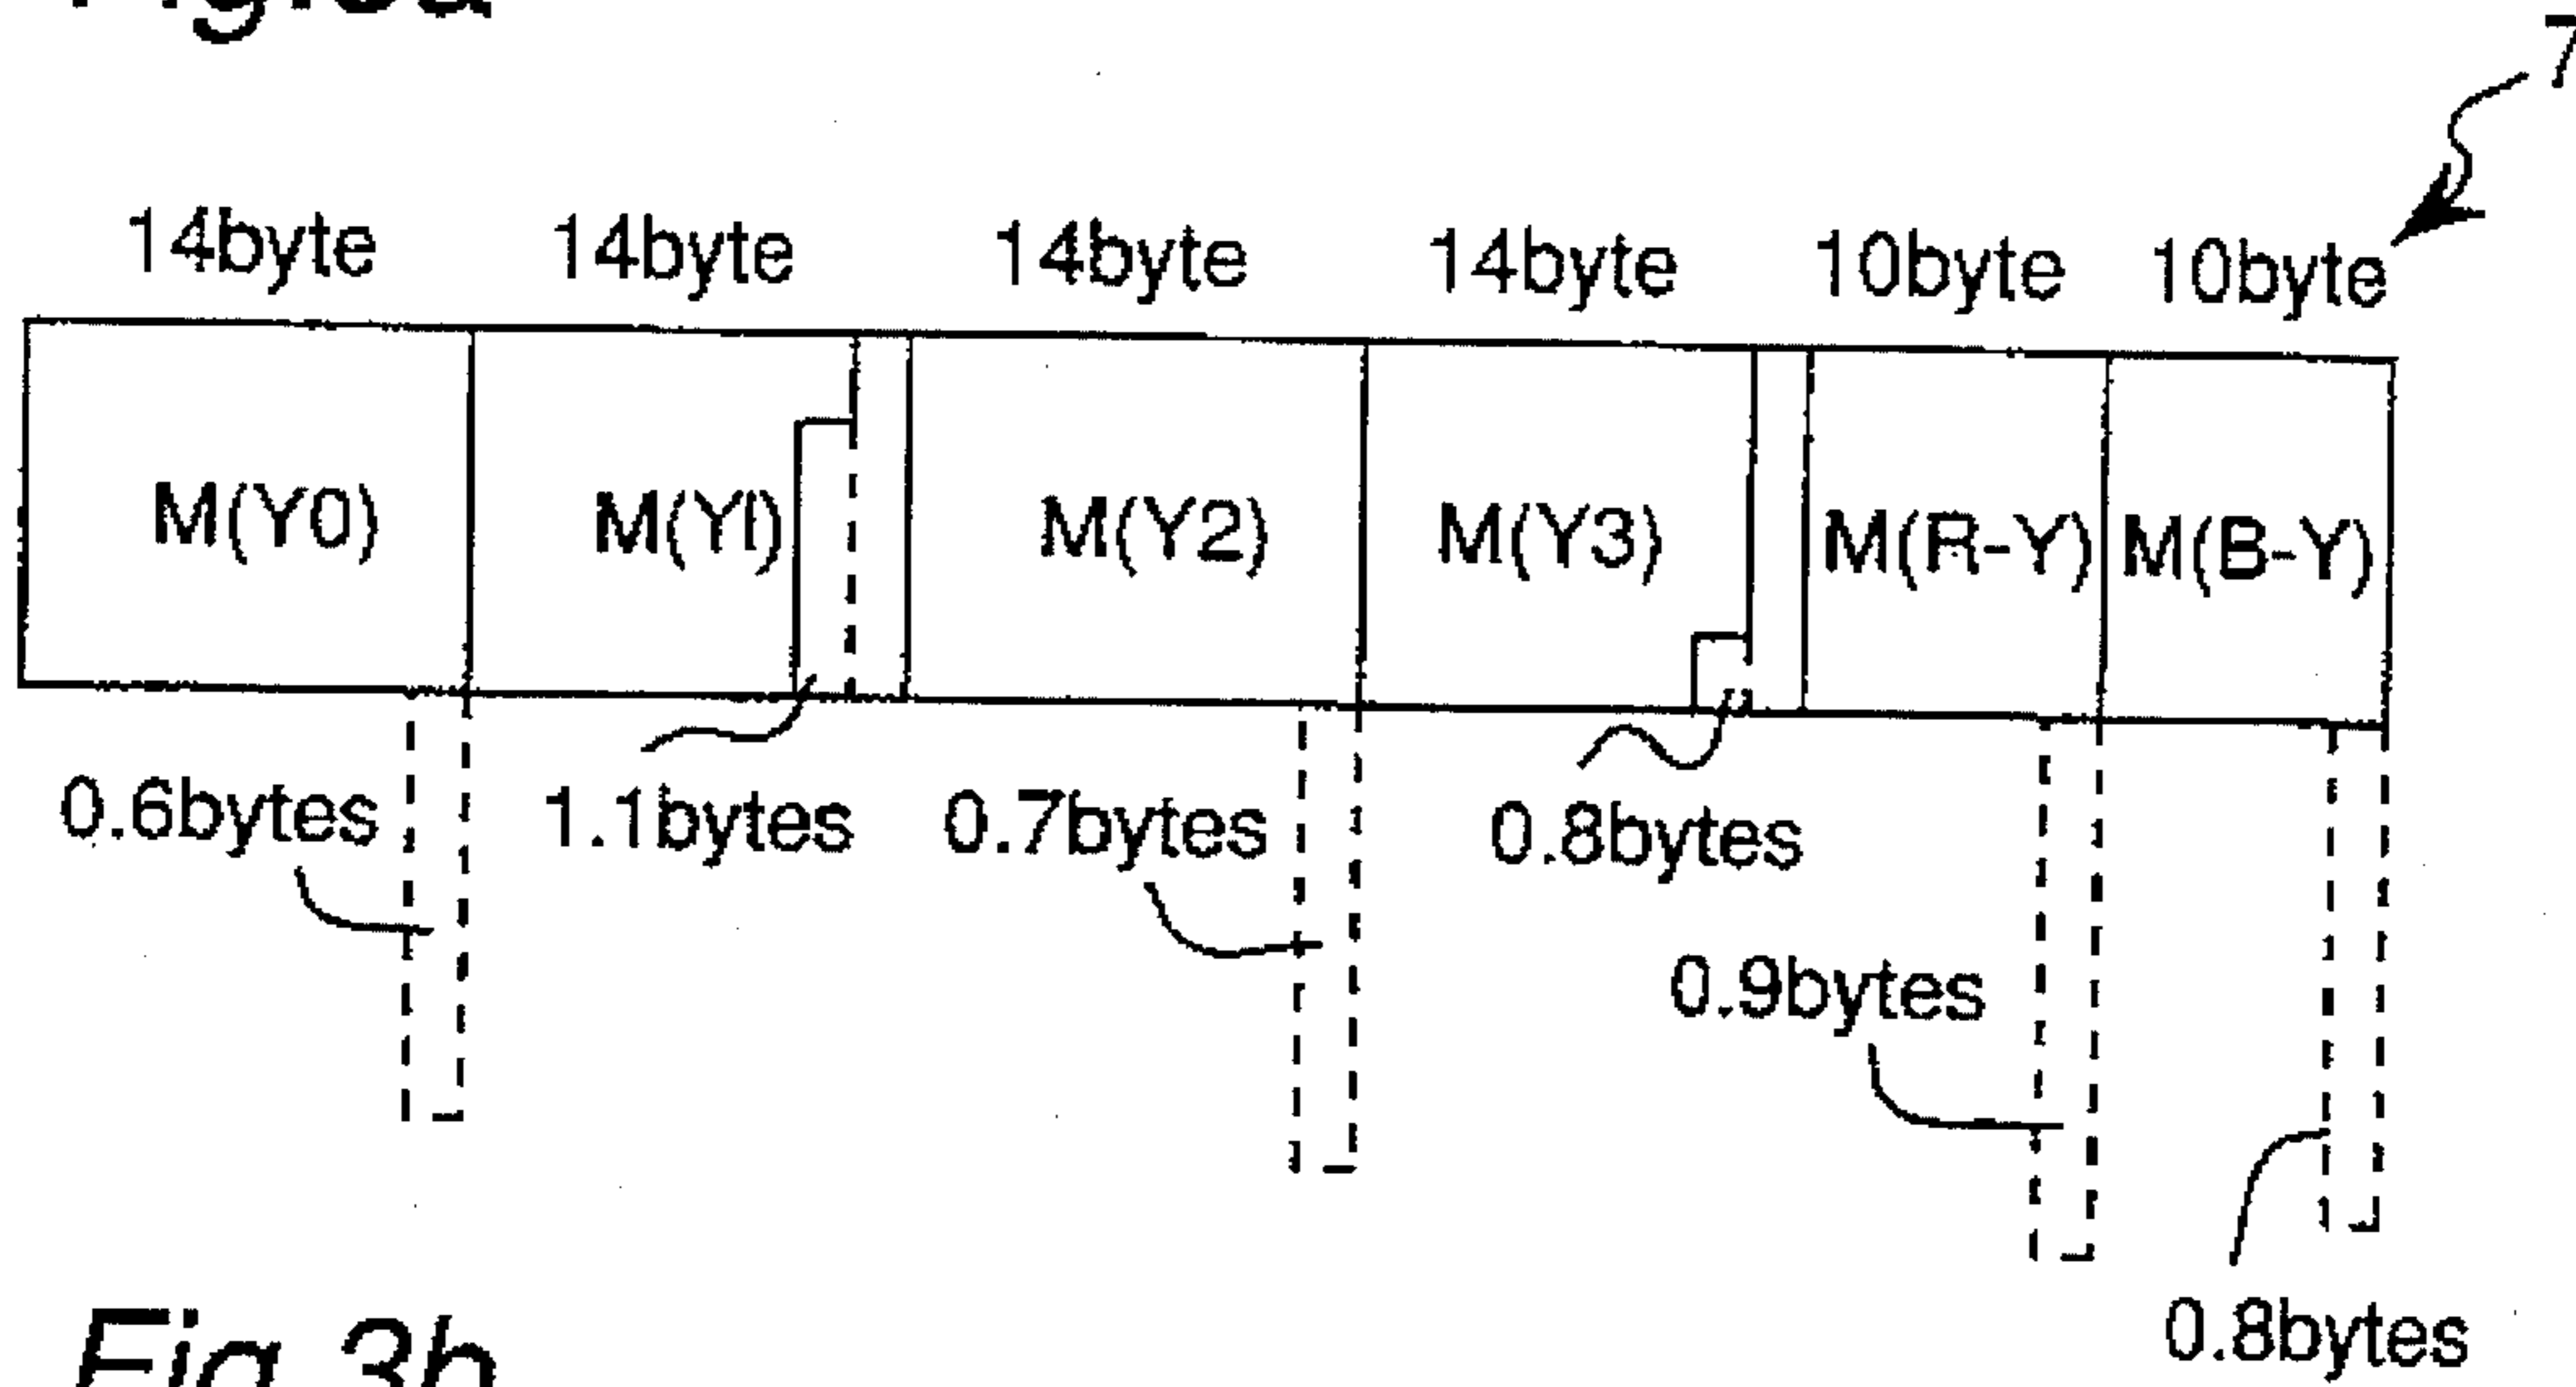 7
14byte 14byte 14byte 14byte 10byte 10byte
M(Y0) M(Yl) M(Y2) M(Y3) M(R-Y) M(B-Y)
0.6bytes 1.1bytes 0.7bytes 0.8bytes
0.9bytes
0.8bytes